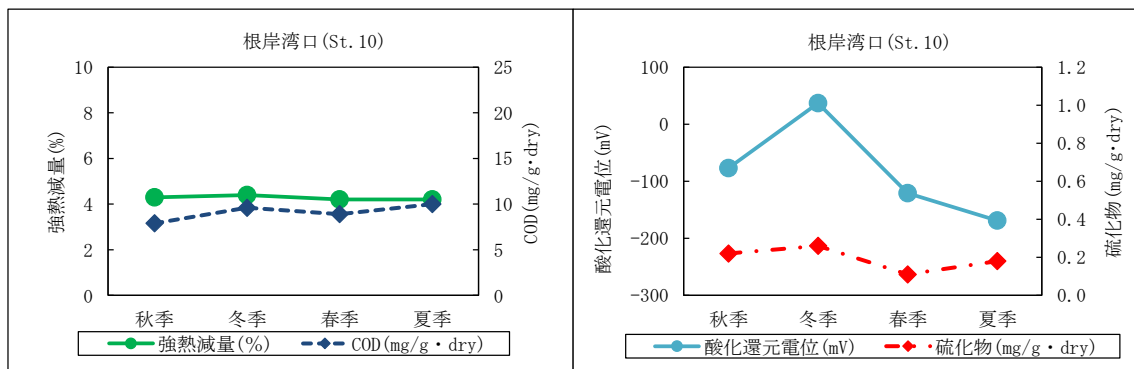 根岸湾口(St.10)
強熱減量(%)
10
8
6
4
2
0
COD(mg/g・dry)
25
20
15
10
5
0
秋季 冬季 春季 夏季
強熱減量(%) COD(mg/g・dry)
根岸湾口(St.10)
酸化還元電位(mV)
100
0
-100
-200
-300
硫化物(mg/g・dry)
1.2
1.0
0.8
0.6
0.4
0.2
0.0
秋季 冬季 春季 夏季
酸化還元電位(mV) 硫化物(mg/g・dry)